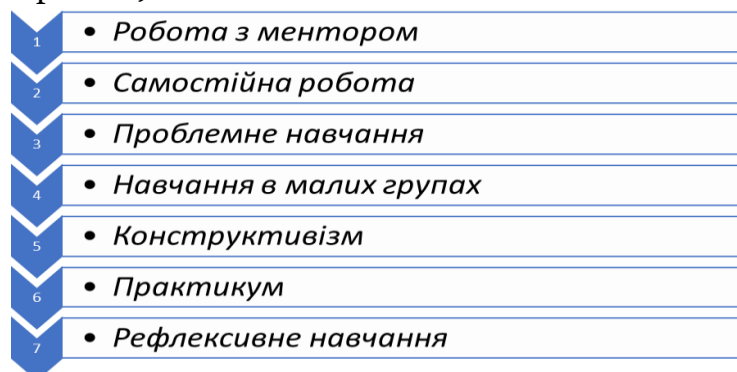 1 • Робота з ментором
2 • Самостійна робота
3 • Проблемне навчання
4 • Навчання в малих групах
5 • Конструктивізм
6 • Практикум
7 • Рефлексивне навчання